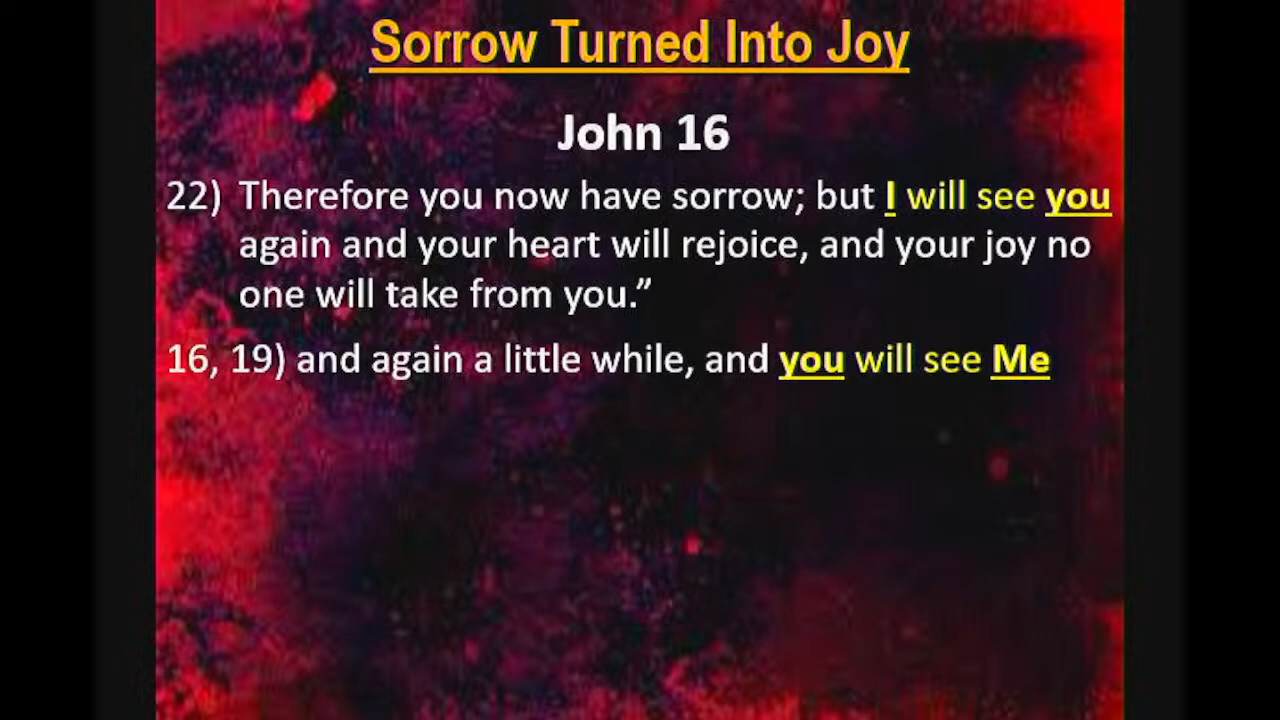 Sorrow Turned Into Joy
John 16
22) Therefore you now have sorrow; but I will see you
again and your heart will rejoice, and your joy no
one will take from you.”
16, 19) and again a little while, and you will see Me